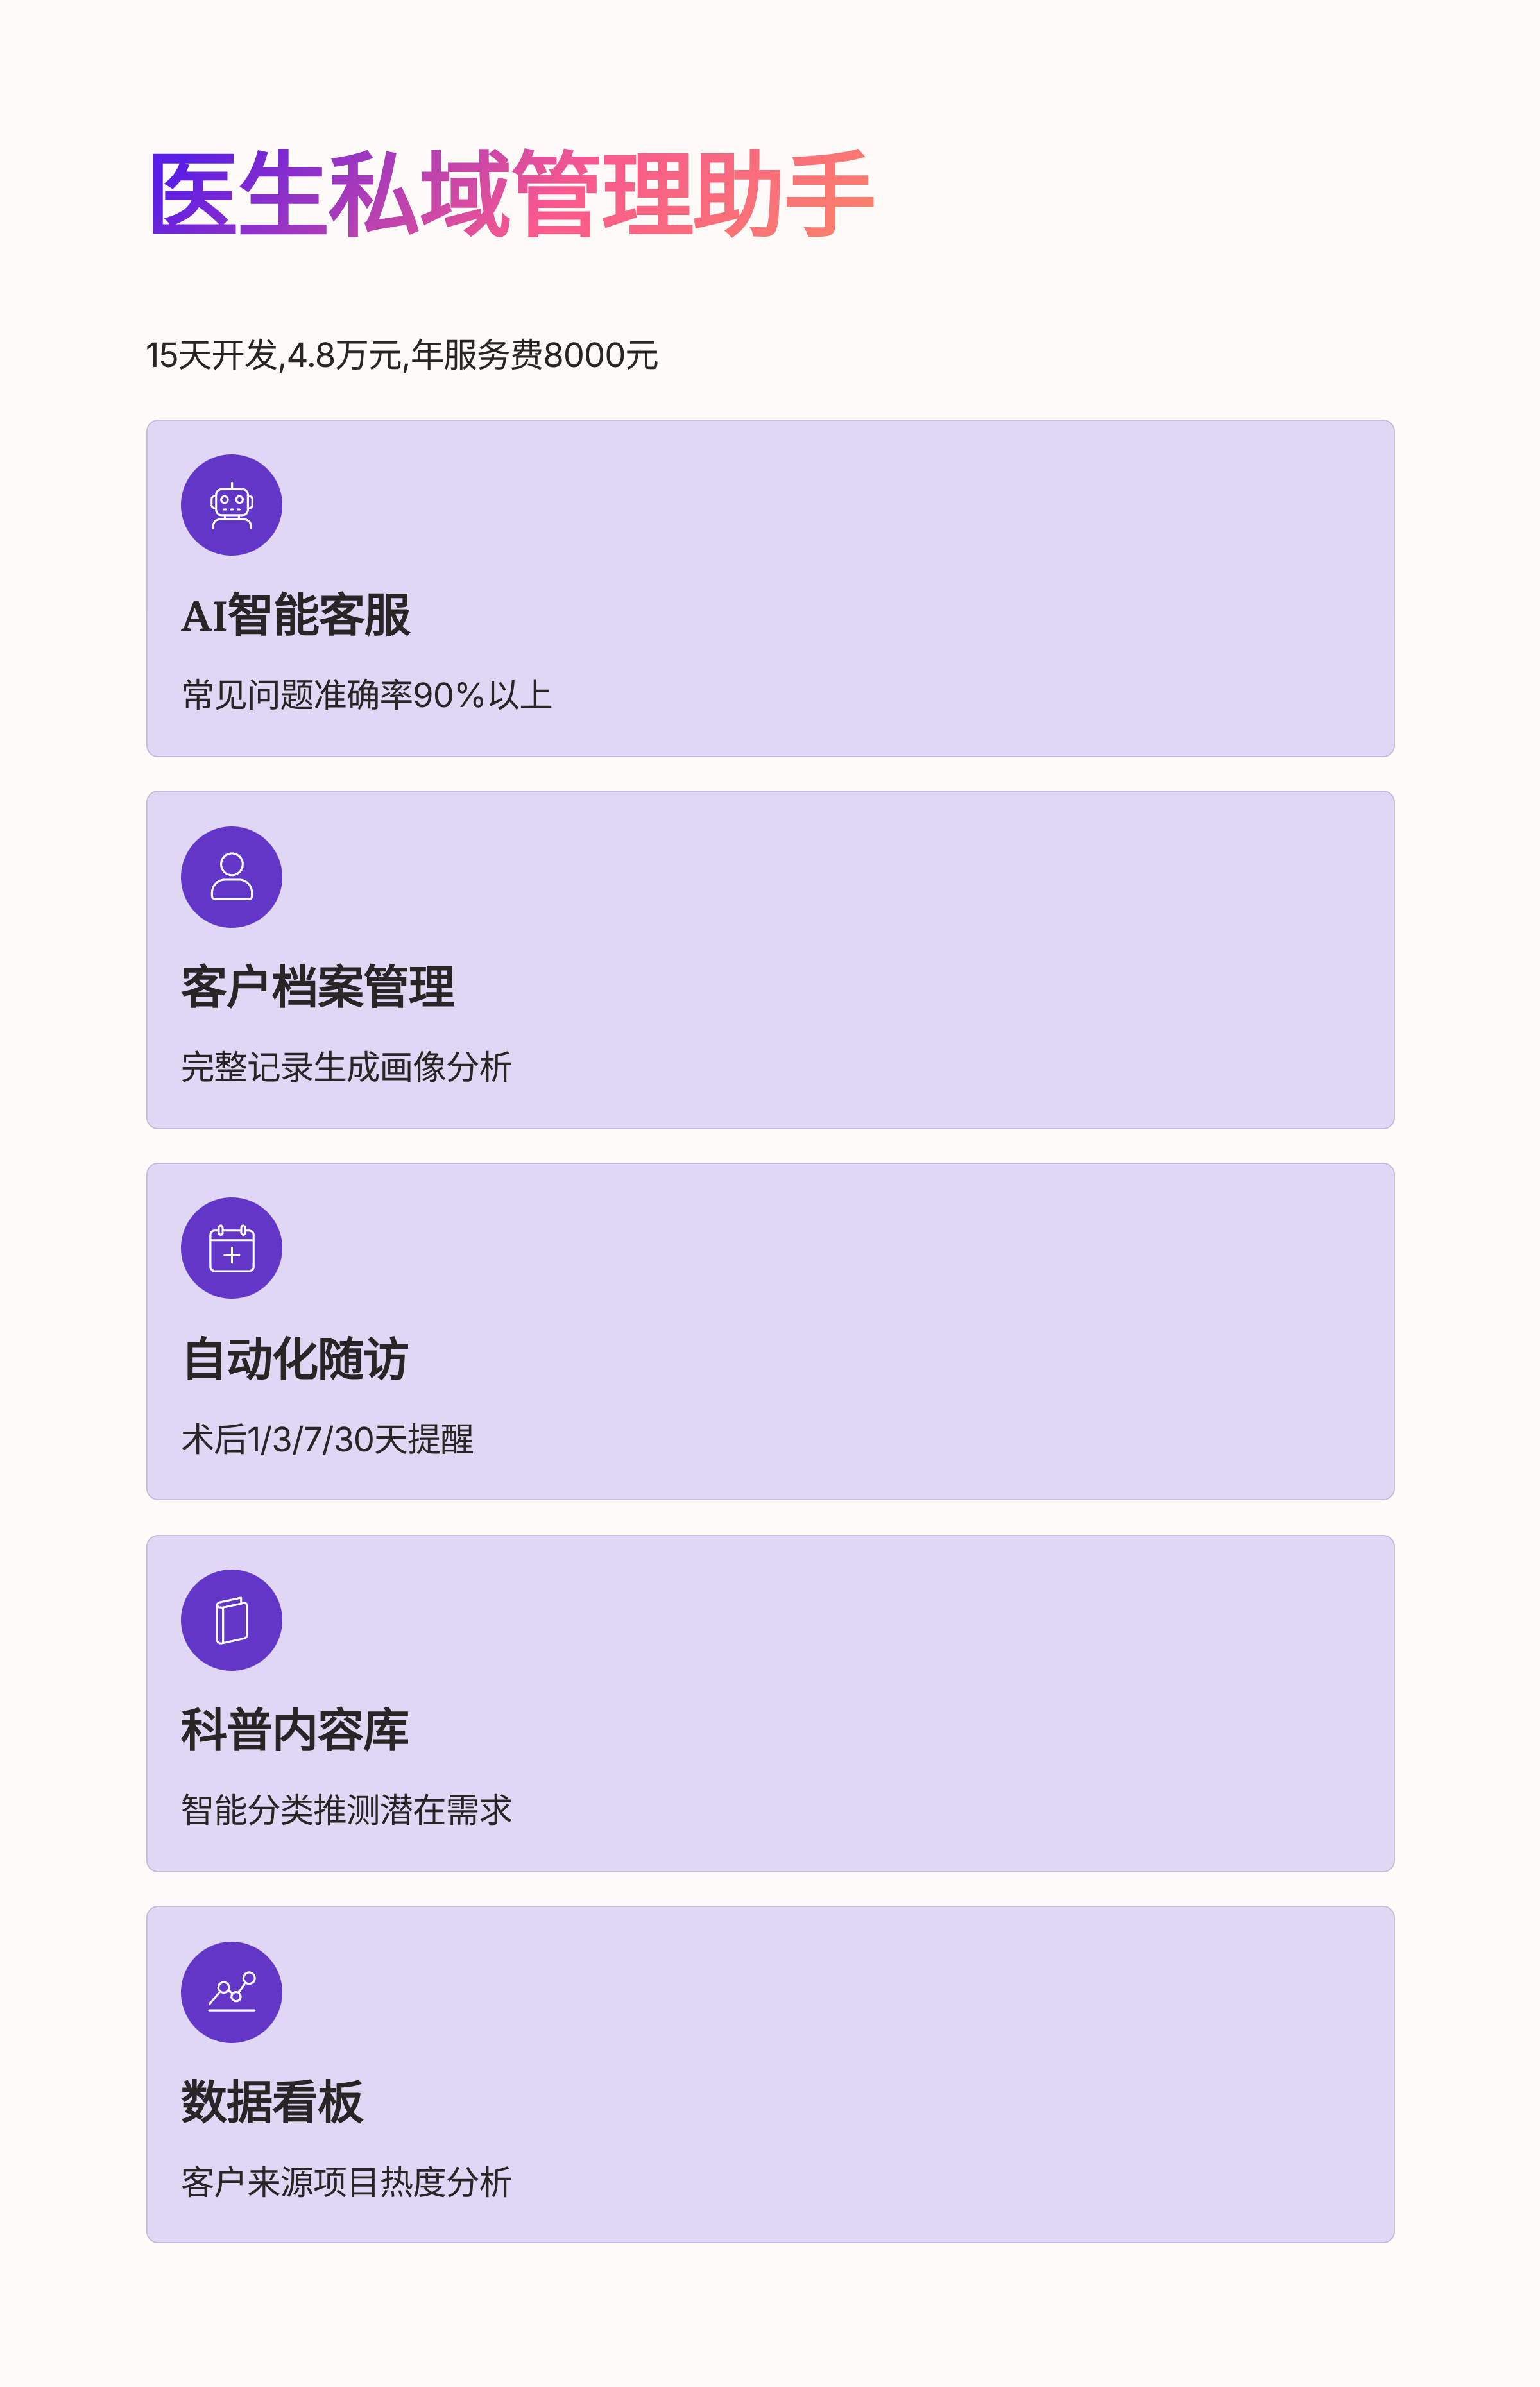 医生私域管理助手
15天开发,4.8万元,年服务费8000元
AI智能客服
常见问题准确率90%以上
客户档案管理
完整记录生成画像分析
自动化随访
术后1/3/7/30天提醒
科普内容库
智能分类推测潜在需求
数据看板
客户来源项目热度分析